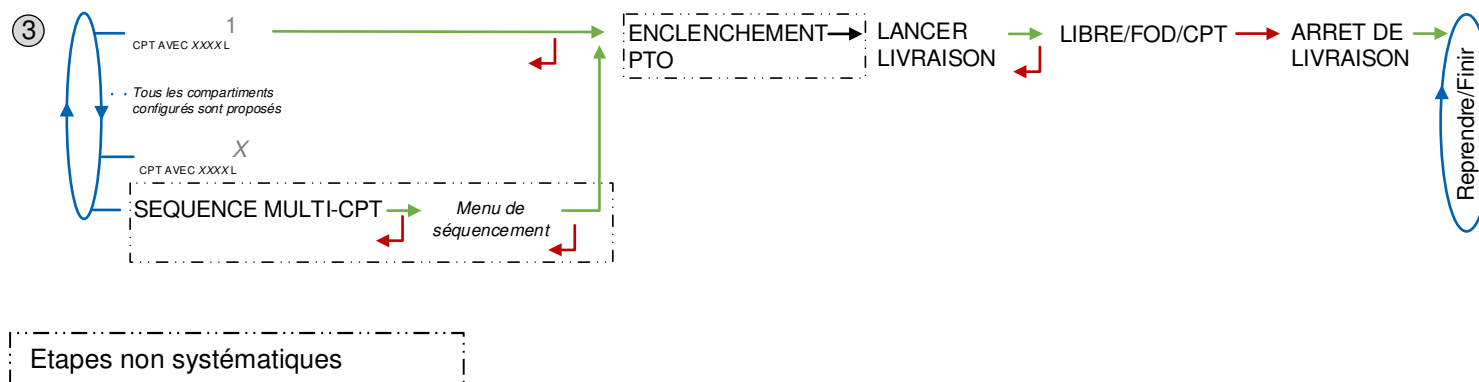 3
1
CPT AVEC XXXX L
Tous les compartiments
configurés sont proposés
X
CPT AVEC XXXX L
SEQUENCE MULTI-CPT
Menu de
séquencement
ENCLENCHEMENT
PTO
LANCER
LIVRAISON
LIBRE/FOD/CPT
ARRET DE
LIVRAISON
Reprendre/Finir
Etapes non systématiques